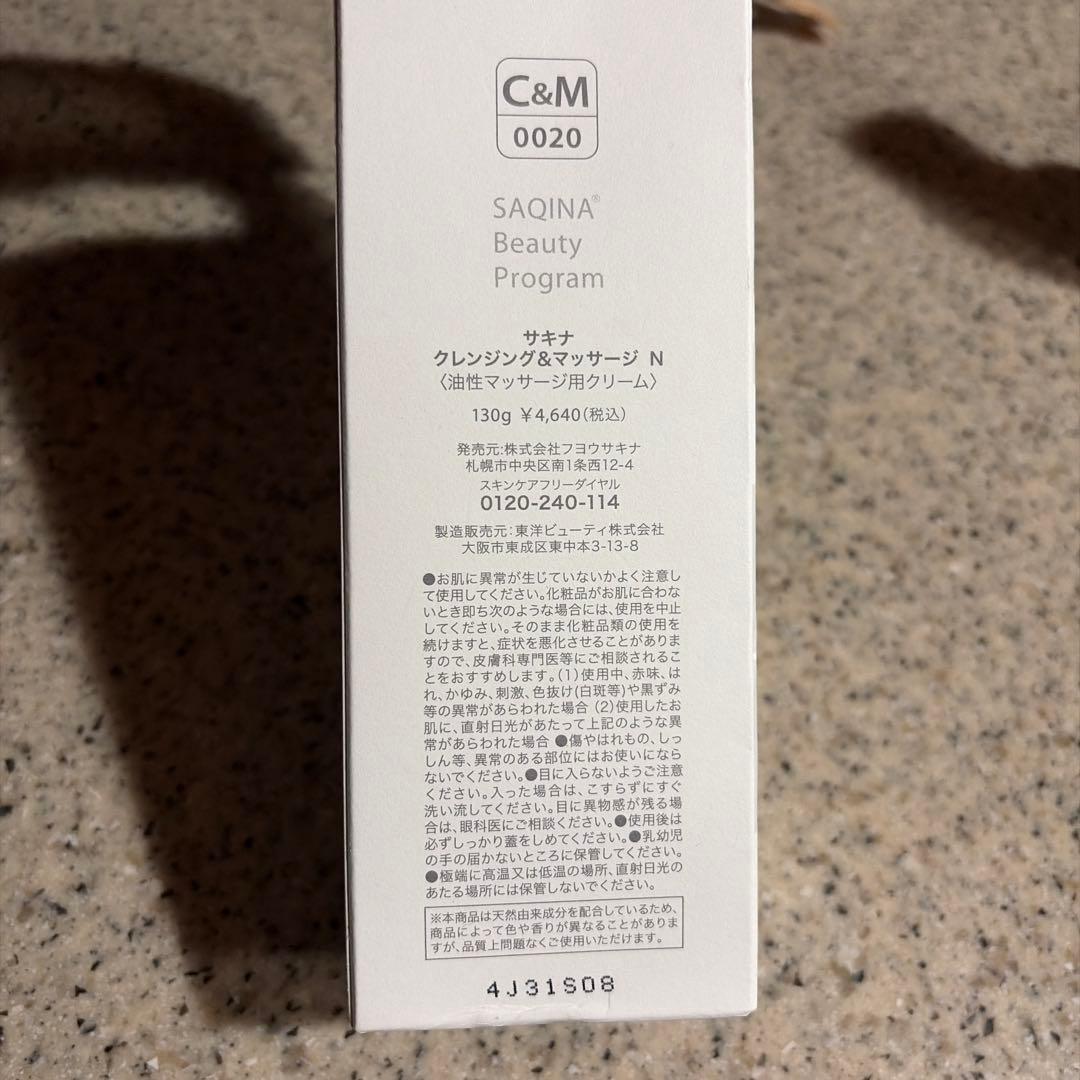 C&M
0020
SAQINA®
Beauty
Program
サキナ
クレンジング&マッサージ N
〈油性マッサージ用クリーム〉
130g ¥4,640(税込)
発売元:株式会社フヨウサキナ
札幌市中央区南1条西12-4
スキンケアフリーダイヤル
0120-240-114
製造販売元:東洋ビューティ株式会社
大阪市東成区東中本3-13-8
●お肌に異常が生じていないかよく注意し
て使用してください。化粧品がお肌に合わな
いとき即ち次のような場合には、使用を中止
してください。そのまま化粧品類の使用を
続けますと、症状を悪化させることがありま
すので、皮膚科専門医等にご相談されるこ
とをおすすめします。(1)使用中、赤味、は
れ、かゆみ、刺激、色抜け(白斑等)や黒ずみ
等の異常があらわれた場合 (2)使用したお
肌に、直射日光があたって上記のような異
常があらわれた場合 ●傷やはれもの、しっ
しん等、異常のある部位にはお使いになら
ないでください。●目に入らないようご注意
ください。入った場合は、こすらずにすぐ
洗い流してください。目に異物感が残る場
合は、眼科医にご相談ください。●使用後は
必ずしっかり蓋をしめてください。●乳幼児
の手の届かないところに保管してください。
●極端に高温又は低温の場所、直射日光の
あたる場所には保管しないでください。
※本商品は天然由来成分を配合しているため、
商品によって色や香りが異なることがありま
すが、品質上問題なくご使用いただけます。
4J31S08